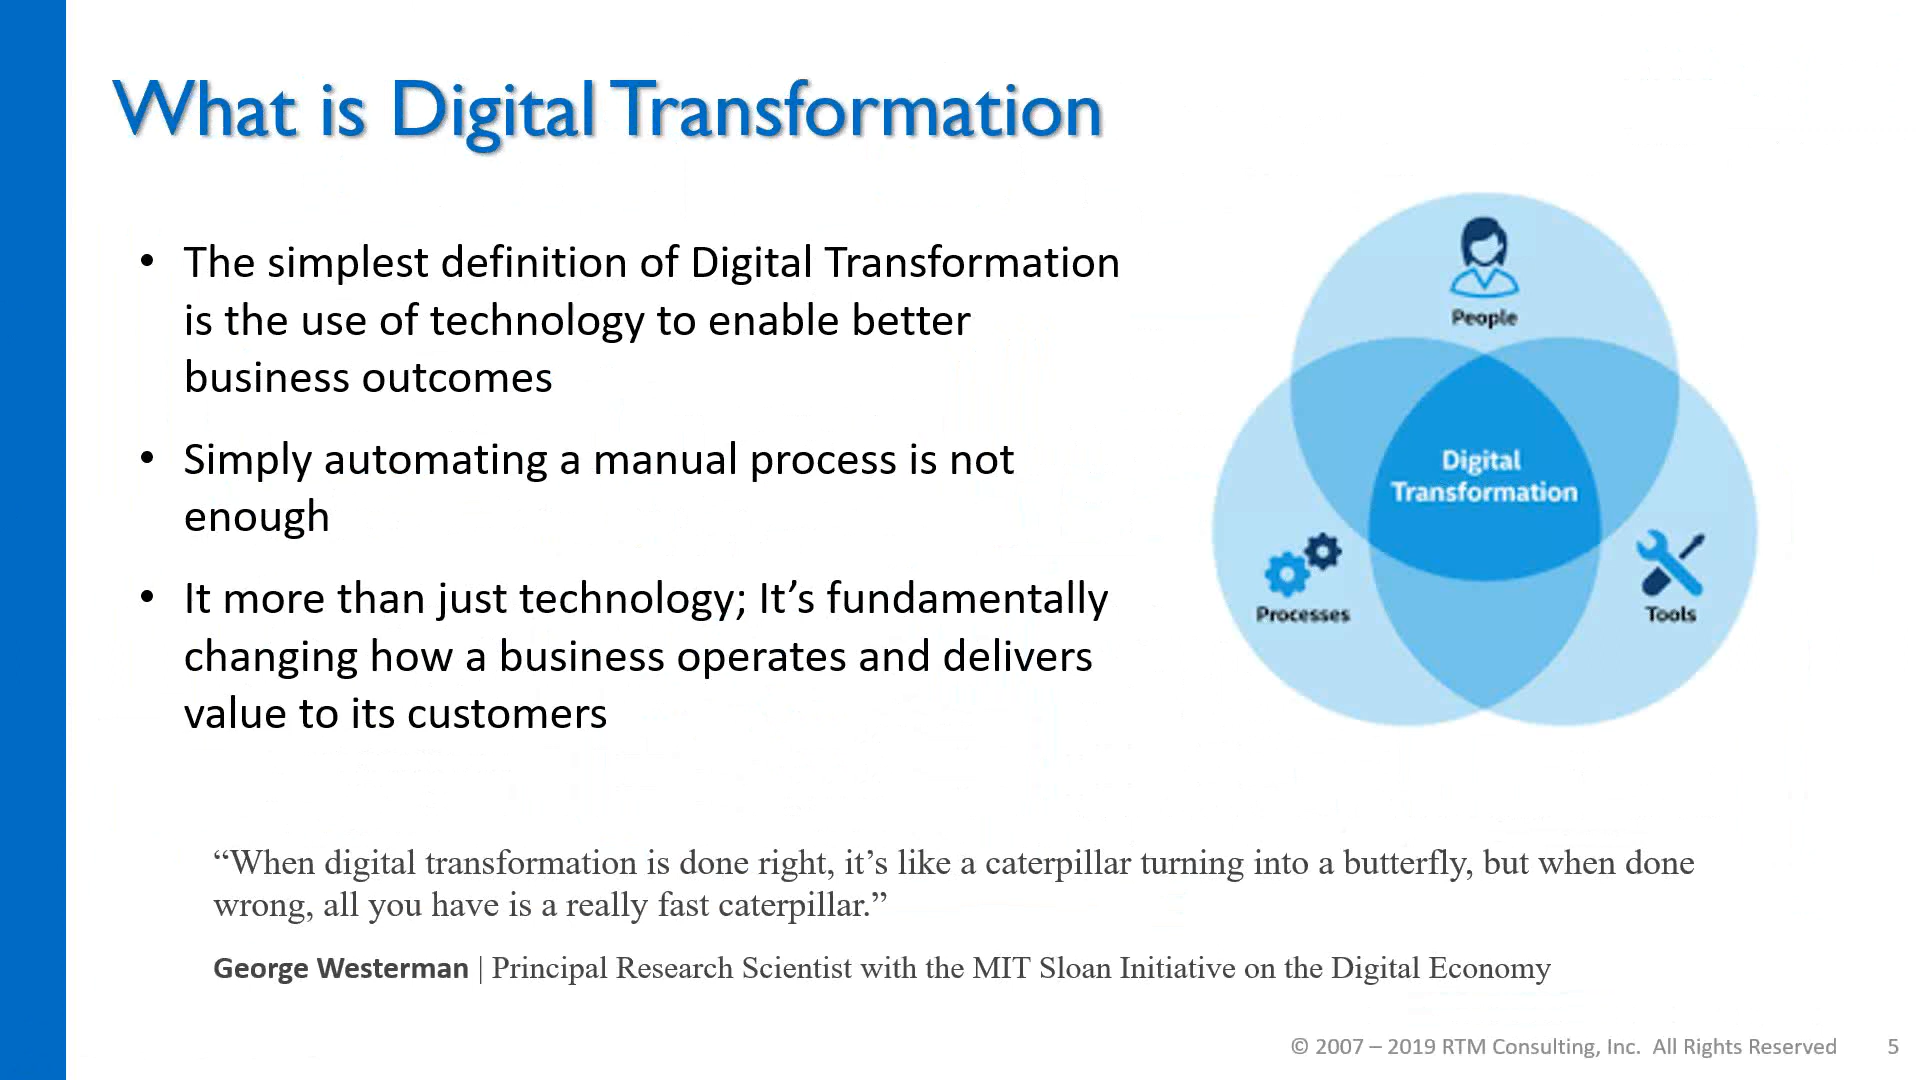 What is Digital Transformation
• The simplest definition of Digital Transformation
is the use of technology to enable better
business outcomes
• Simply automating a manual process is not
enough
• It more than just technology; It’s fundamentally
changing how a business operates and delivers
value to its customers
People
Digital
Transformation
Processes
Tools
“When digital transformation is done right, it’s like a caterpillar turning into a butterfly, but when done
wrong, all you have is a really fast caterpillar.”
George Westerman | Principal Research Scientist with the MIT Sloan Initiative on the Digital Economy
© 2007 – 2019 RTM Consulting, Inc. All Rights Reserved 5